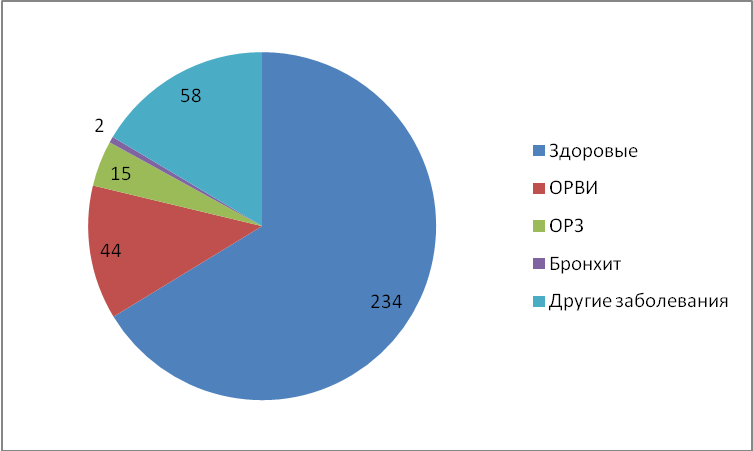 58
2
15
44
234
Здоровые
ОРВИ
ОРЗ
Бронхит
Другие заболевания